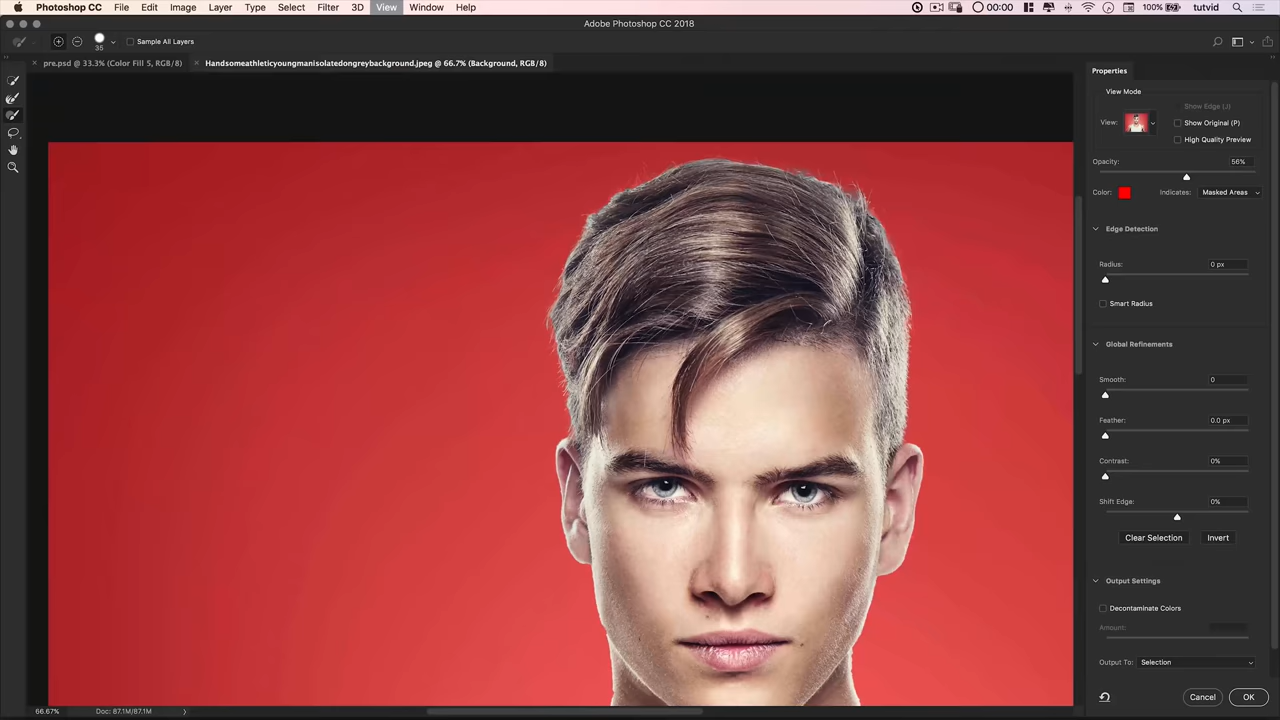 Photoshop CC File Edit Image Layer Type Select Filter 3D View Window Help 00:00 100% tutvid
Adobe Photoshop CC 2018
35 Sample All Layers
× pre.psd @ 33.3% (Color Fill 5, RGB/8) × Handsomeathleticyoungmanisolatedongreybackground.jpeg @ 66.7% (Background, RGB/8)
Properties
View Mode
Show Edge (J)
View: Show Original (P)
High Quality Preview
Opacity: 56%
Color: Indicates: Masked Areas
Edge Detection
Radius: 0 px
Smart Radius
Global Refinements
Smooth: 0
Feather: 0.0 px
Contrast: 0%
Shift Edge: 0%
Clear Selection Invert
Output Settings
Decontaminate Colors
Amount:
Output To: Selection
Cancel OK
66.67% Doc: 87.1M/87.1M